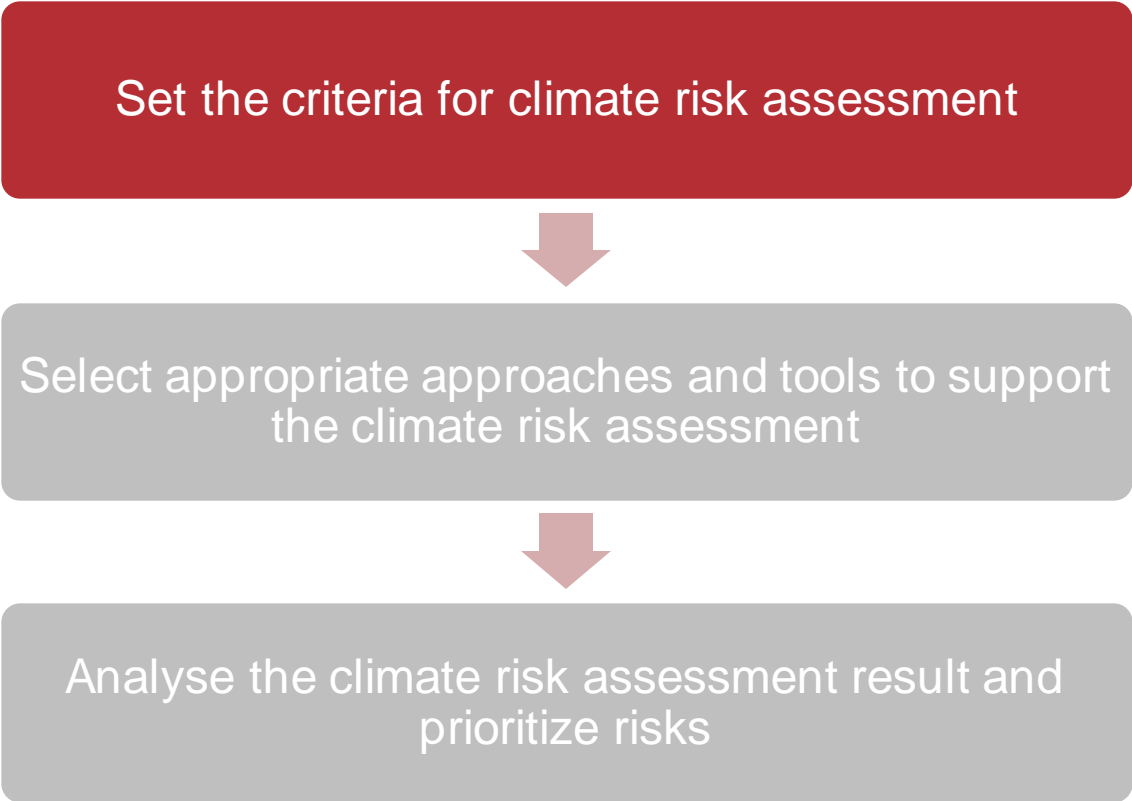 Set the criteria for climate risk assessment
Select appropriate approaches and tools to support
the climate risk assessment
Analyse the climate risk assessment result and
prioritize risks